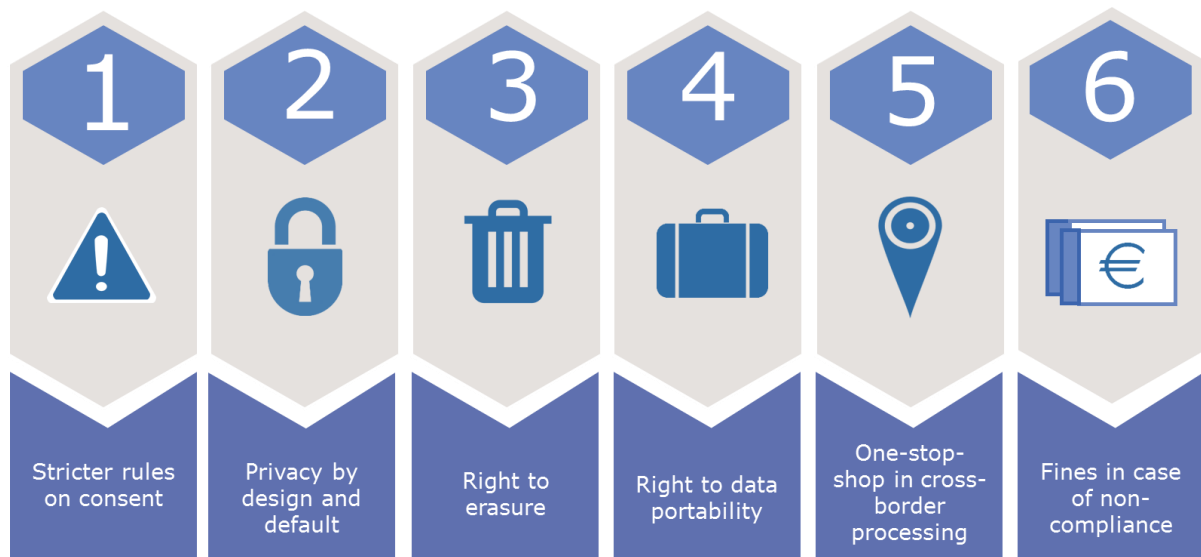 1
2
3
4
5
6
€
Stricter rules
on consent
Privacy by
design and
default
Right to
erasure
Right to data
portability
One-stop-
shop in cross-
border
processing
Fines in case
of non-
compliance